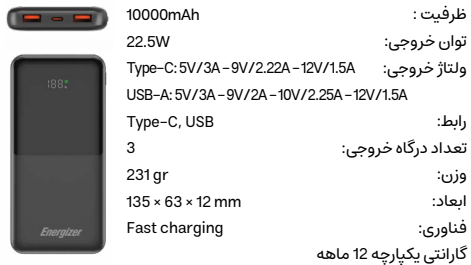 ظرفیت : 10000mAh
توان خروجی: 22.5W
ولتاژ خروجی: Type-C: 5V/3A - 9V/2.22A - 12V/1.5A
USB-A: 5V/3A - 9V/2A - 10V/2.25A - 12V/1.5A
رابط: Type-C, USB
تعداد درگاه خروجی: 3
وزن: 231 gr
ابعاد: 135 × 63 × 12 mm
فناوری: Fast charging
گارانتی یکپارچه 12 ماهه
188
Energizer